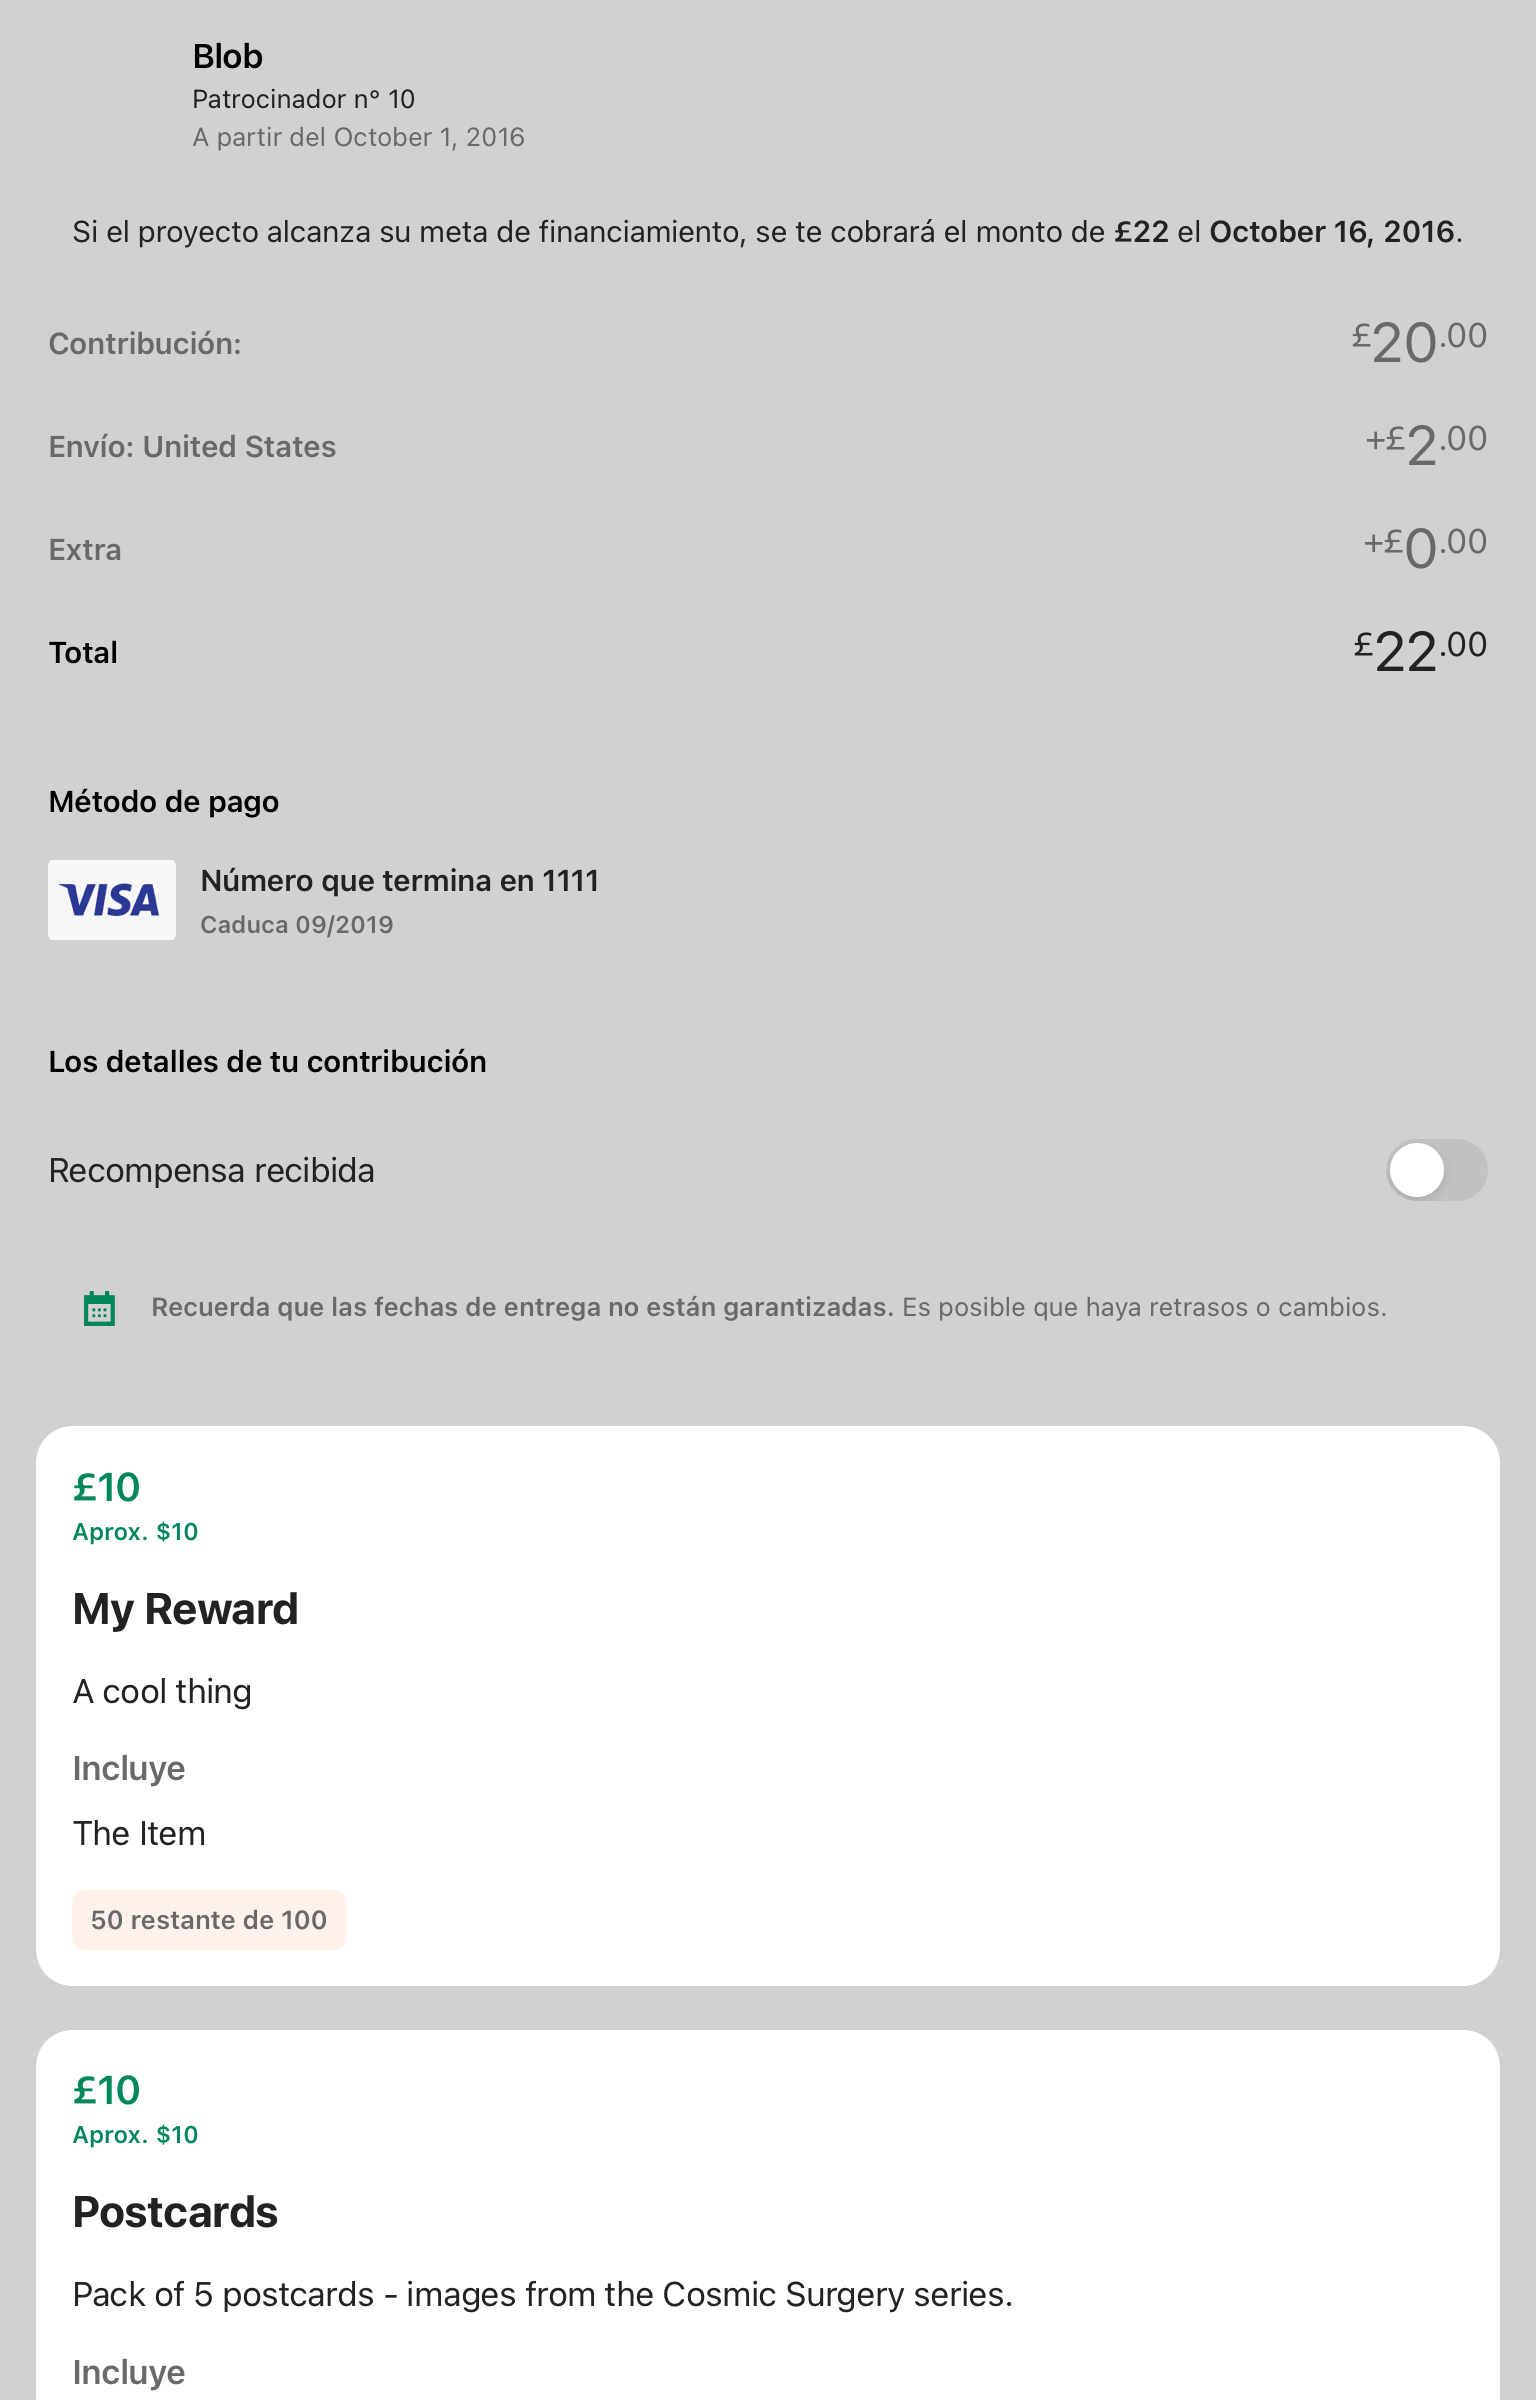 Blob
Patrocinador n° 10
A partir del October 1, 2016
Si el proyecto alcanza su meta de financiamiento, se te cobrará el monto de £22 el October 16, 2016.
Contribución: £20.00
Envío: United States +£2.00
Extra +£0.00
Total £22.00
Método de pago
VISA
Número que termina en 1111
Caduca 09/2019
Los detalles de tu contribución
Recompensa recibida
Recuerda que las fechas de entrega no están garantizadas. Es posible que haya retrasos o cambios.
£10
Aprox. $10
My Reward
A cool thing
Incluye
The Item
50 restante de 100
£10
Aprox. $10
Postcards
Pack of 5 postcards - images from the Cosmic Surgery series.
Incluye